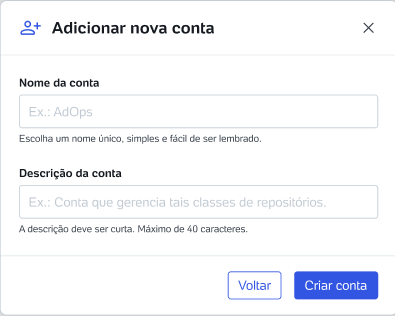 Adicionar nova conta
Nome da conta
Ex.: AdOps
Escolha um nome único, simples e fácil de ser lembrado.
Descrição da conta
Ex.: Conta que gerencia tais classes de repositórios.
A descrição deve ser curta. Máximo de 40 caracteres.
Voltar
Criar conta